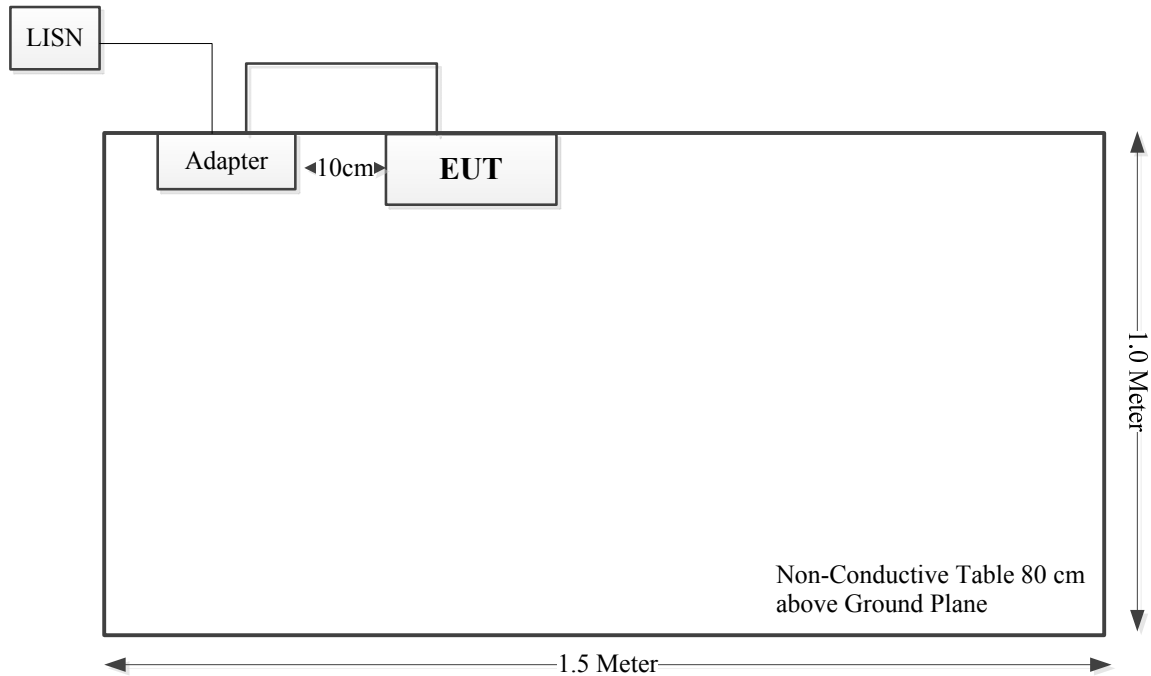 LISN
Adapter
10cm
EUT
1.0 Meter
Non-Conductive Table 80 cm
above Ground Plane
1.5 Meter